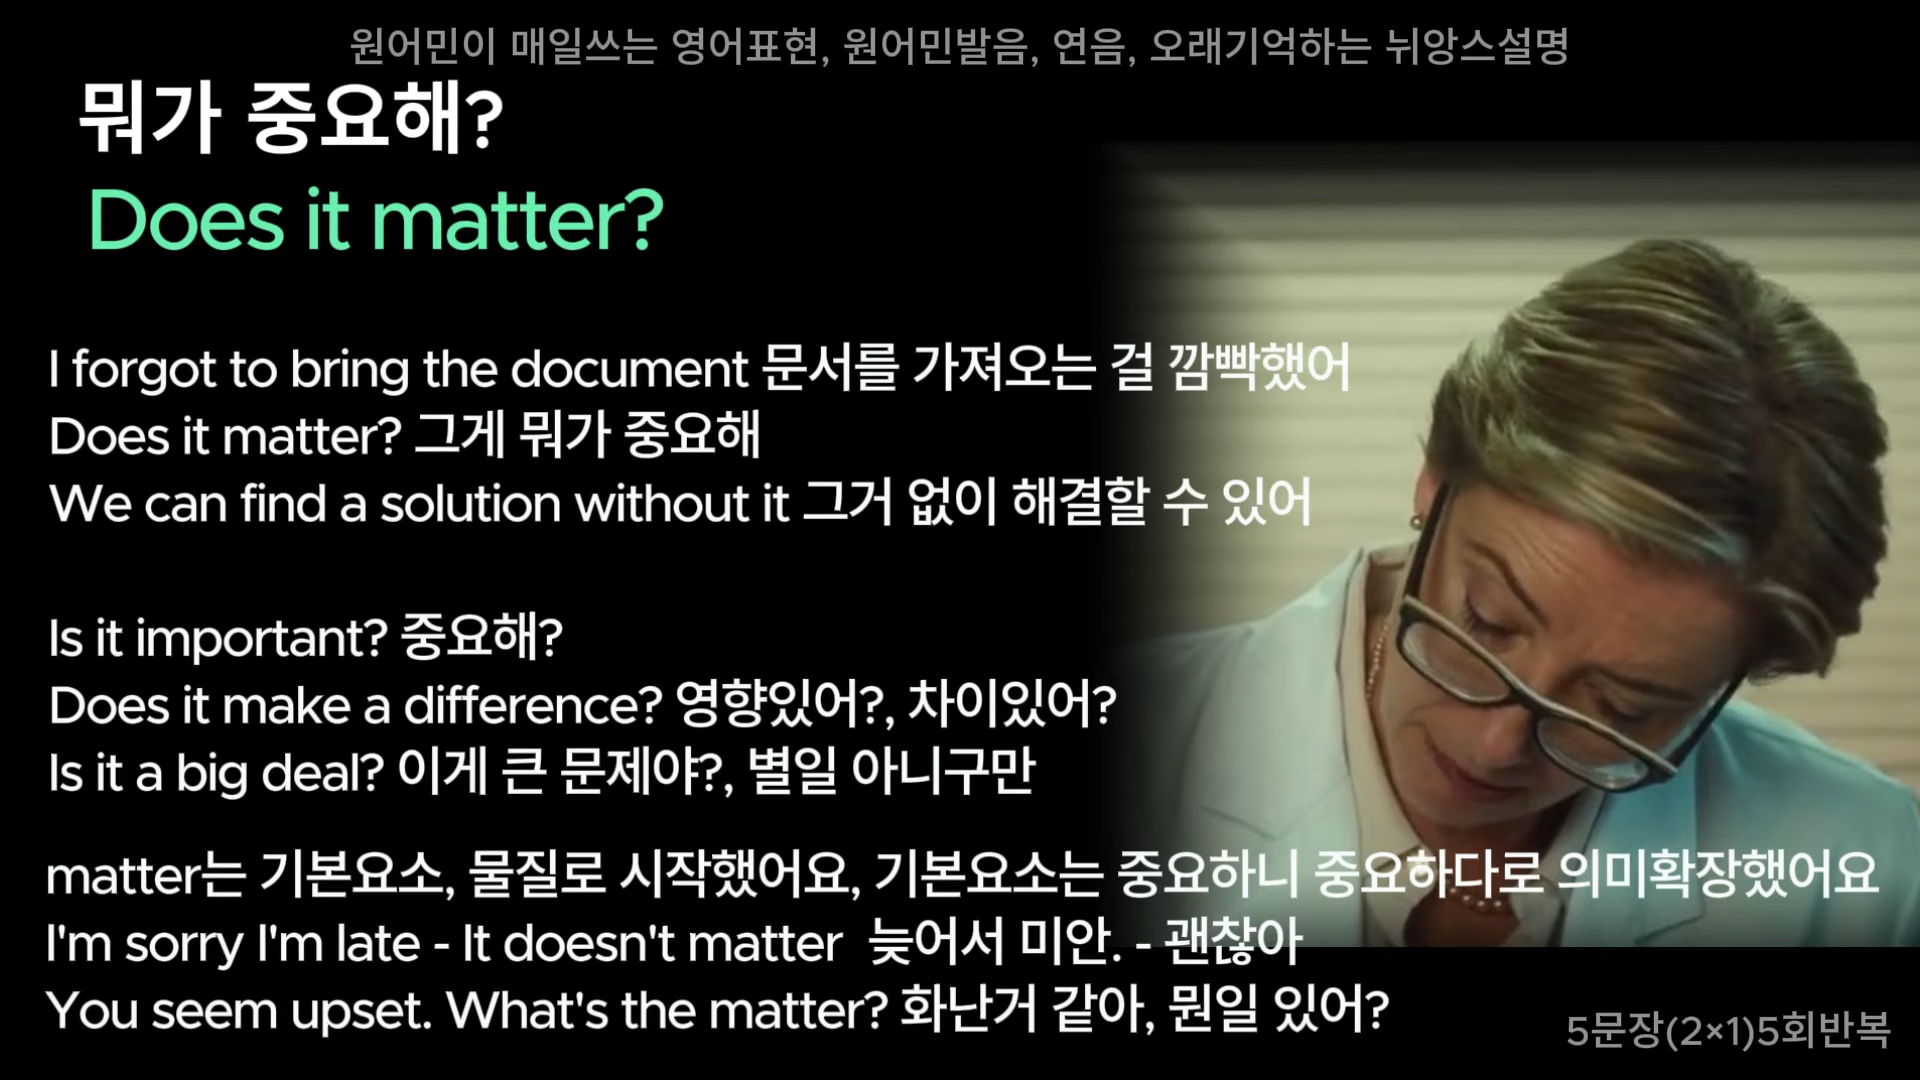 원어민이 매일쓰는 영어표현, 원어민발음, 연음, 오래기억하는 뉘앙스설명
뭐가 중요해?
Does it matter?
I forgot to bring the document 문서를 가져오는 걸 깜빡했어
Does it matter? 그게 뭐가 중요해
We can find a solution without it 그거 없이 해결할 수 있어
Is it important? 중요해?
Does it make a difference? 영향있어?, 차이있어?
Is it a big deal? 이게 큰 문제야?, 별일 아니구만
matter는 기본요소, 물질로 시작했어요, 기본요소는 중요하니 중요하다로 의미확장했어요
I'm sorry I'm late - It doesn't matter 늦어서 미안. - 괜찮아
You seem upset. What's the matter? 화난거 같아, 뭔일 있어?
5문장(2×1)5회반복